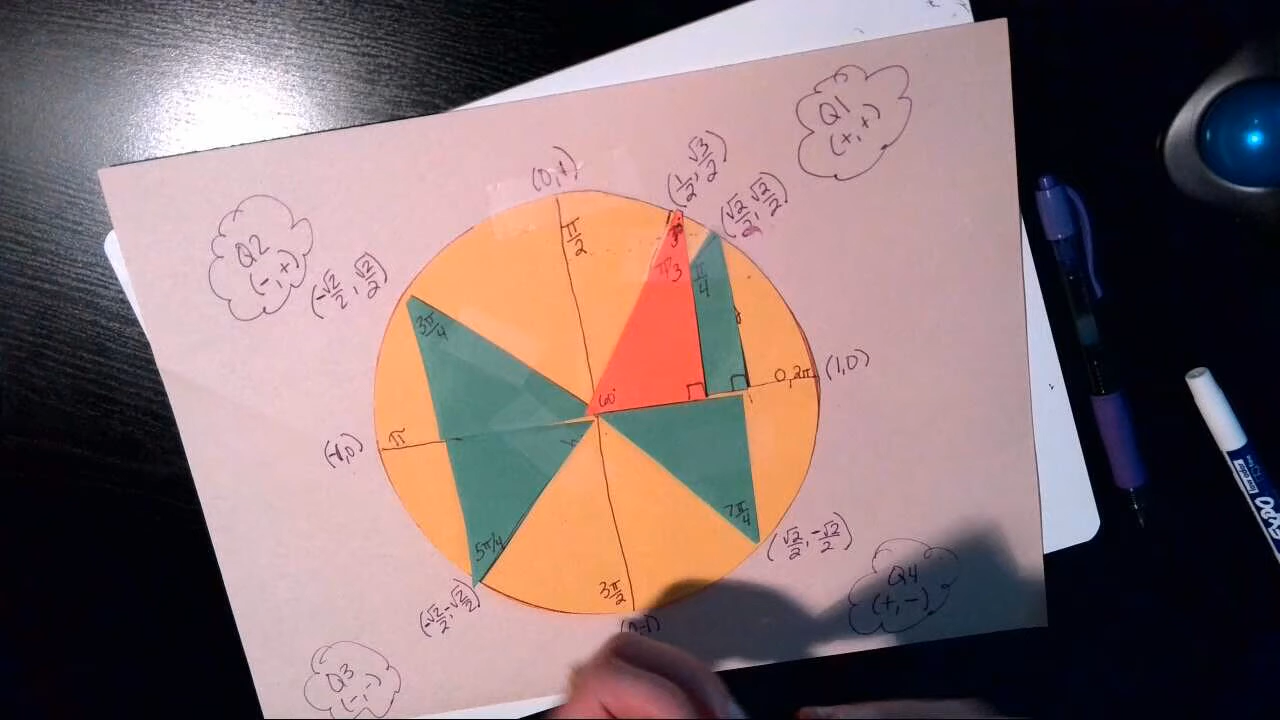 Q1
(+,+)
(0,1)
(1/2, √3/2)
(√2/2, √2/2)
π/2
Q2
(-,+)
(-√2/2, √2/2)
π/3
π/4
3π/4
0,2π
(1,0)
60°
(-1,0)
π
7π/4
5π/4
(√2/2, -√2/2)
Q4
(+,-)
3π/2
(-√2/2, -√2/2)
(0,-1)
Q3
(-,-)
EXPO